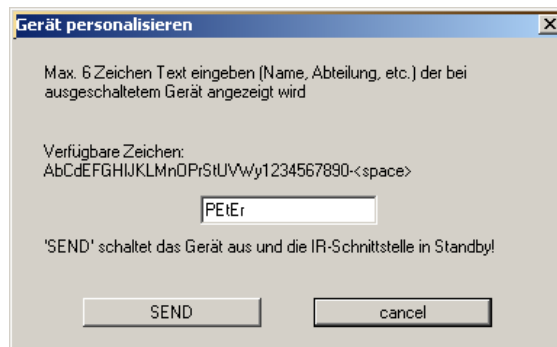 Gerät personalisieren
Max. 6 Zeichen Text eingeben (Name, Abteilung, etc.) der bei
ausgeschaltetem Gerät angezeigt wird
Verfügbare Zeichen:
AbCdEFGHIJKLMnOPrStUVWy1234567890-<space>
PEtEr
'SEND' schaltet das Gerät aus und die IR-Schnittstelle in Standby!
SEND
cancel